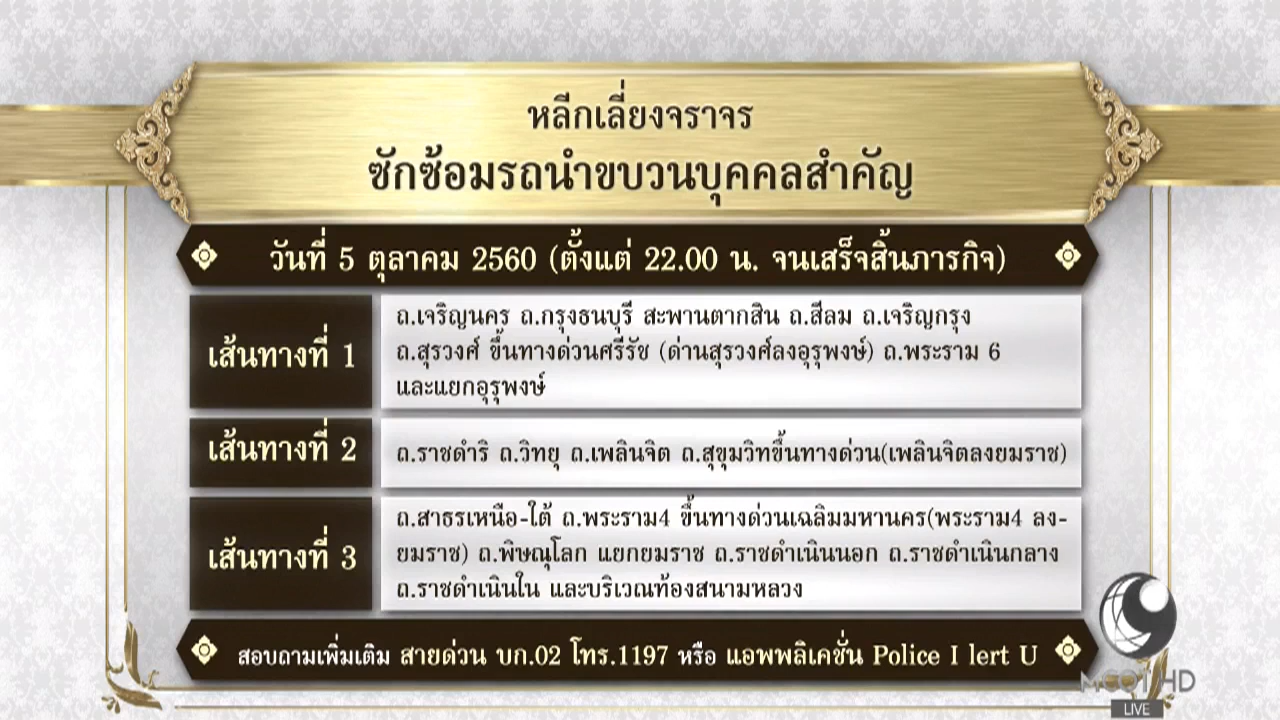 หลีกเลี่ยงจราจร
ซักซ้อมรถนำขบวนบุคคลสำคัญ
วันที่ 5 ตุลาคม 2560 (ตั้งแต่ 22.00 น. จนเสร็จสิ้นภารกิจ)
เส้นทางที่ 1
ถ.เจริญนคร ถ.กรุงธนบุรี สะพานตากสิน ถ.สีลม ถ.เจริญกรุง
ถ.สุรวงศ์ ขึ้นทางด่วนศรีรัช (ด่านสุรวงศ์ลงอุรุพงษ์) ถ.พระราม 6
และแยกอุรุพงษ์
เส้นทางที่ 2
ถ.ราชดำริ ถ.วิทยุ ถ.เพลินจิต ถ.สุขุมวิทขึ้นทางด่วน(เพลินจิตลงยมราช)
เส้นทางที่ 3
ถ.สาธรเหนือ-ใต้ ถ.พระราม4 ขึ้นทางด่วนเฉลิมมหานคร(พระราม4 ลง-
ยมราช) ถ.พิษณุโลก แยกยมราช ถ.ราชดำเนินนอก ถ.ราชดำเนินกลาง
ถ.ราชดำเนินใน และบริเวณท้องสนามหลวง
สอบถามเพิ่มเติม สายด่วน บก.02 โทร.1197 หรือ แอพพลิเคชั่น Police I lert U
MCOT HD
LIVE